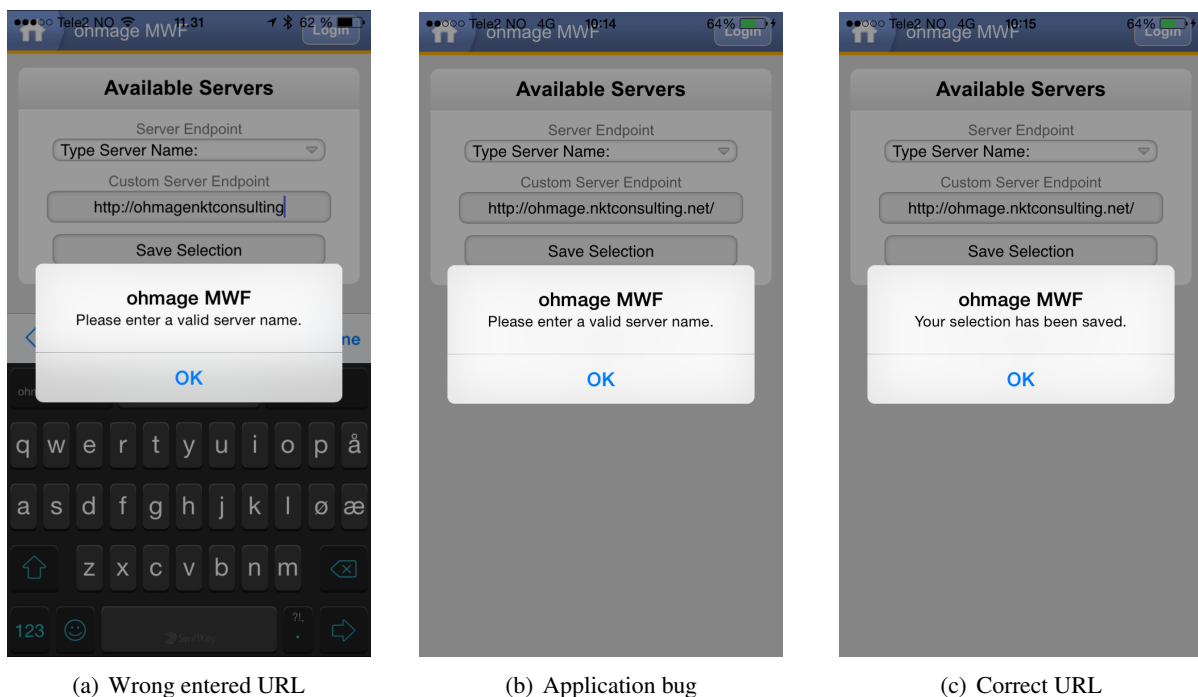 Tele2 NO 11.31 62 %
ohmage MWF Login
Available Servers
Server Endpoint
Type Server Name:
Custom Server Endpoint
http://ohmagenktconsulting
Save Selection
ohmage MWF
Please enter a valid server name.
ne
OK
ohm
q w e r t y u i o p å
a s d f g h j k l ø æ
z x c v b n m
123 SwiftKey ?!, .
(a) Wrong entered URL
Tele2 NO 4G 10:14 64%
ohmage MWF Login
Available Servers
Server Endpoint
Type Server Name:
Custom Server Endpoint
http://ohmage.nktconsulting.net/
Save Selection
ohmage MWF
Please enter a valid server name.
OK
(b) Application bug
Tele2 NO 4G 10:15 64%
ohmage MWF Login
Available Servers
Server Endpoint
Type Server Name:
Custom Server Endpoint
http://ohmage.nktconsulting.net/
Save Selection
ohmage MWF
Your selection has been saved.
OK
(c) Correct URL